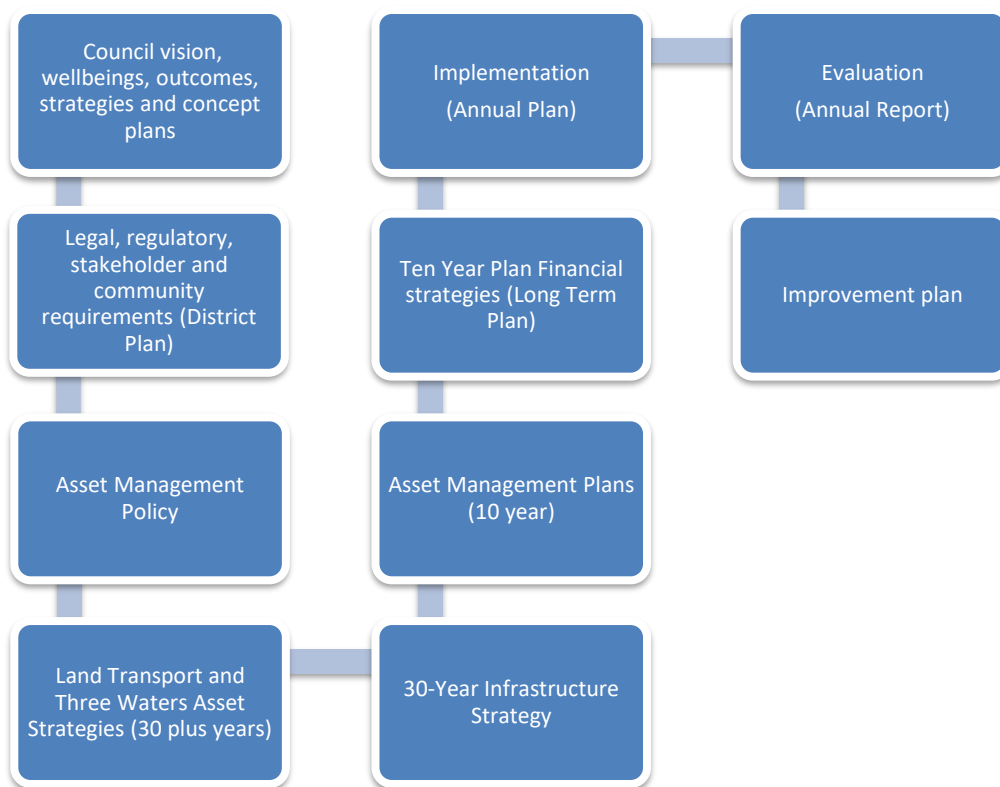 Council vision,
wellbeings, outcomes,
strategies and concept
plans
Legal, regulatory,
stakeholder and
community
requirements (District
Plan)
Asset Management
Policy
Land Transport and
Three Waters Asset
Strategies (30 plus years)
30-Year Infrastructure
Strategy
Asset Management Plans
(10 year)
Ten Year Plan Financial
strategies (Long Term
Plan)
Implementation
(Annual Plan)
Evaluation
(Annual Report)
Improvement plan